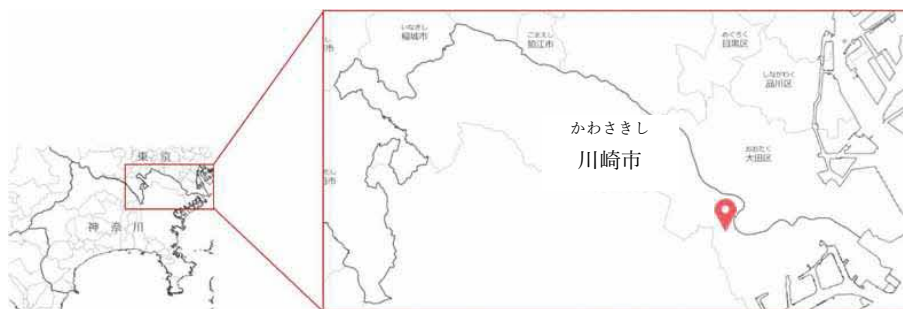 東京
神奈川
いなぎし
稲城市
こまえし
狛江市
めぐろく
目黒区
しながわく
品川区
かわさきし
川崎市
おおたく
大田区